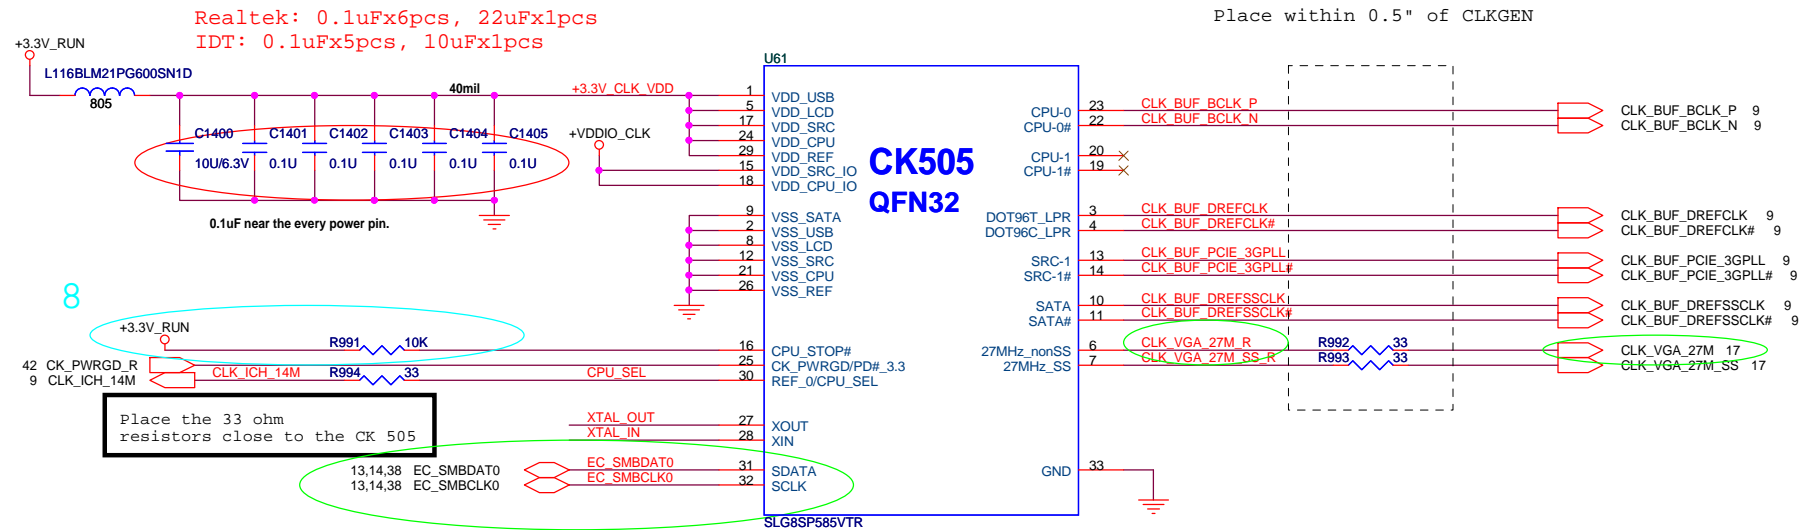 Realtek: 0.1uFx6pcs, 22uFx1pcs
IDT: 0.1uFx5pcs, 10uFx1pcs
Place within 0.5" of CLKGEN
+3.3V_RUN
L116BLM21PG600SN1D
805
40mil
+3.3V_CLK_VDD
C1400
C1401
C1402
C1403
C1404
C1405
10U/6.3V
0.1U
0.1U
0.1U
0.1U
0.1U
0.1uF near the every power pin.
+VDDIO_CLK
U61
CK505
QFN32
1 VDD_USB
5 VDD_LCD
17 VDD_SRC
24 VDD_CPU
29 VDD_REF
15 VDD_SRC_IO
18 VDD_CPU_IO
9 VSS_SATA
2 VSS_USB
8 VSS_LCD
12 VSS_SRC
21 VSS_CPU
26 VSS_REF
CPU-0 23 CLK_BUF_BCLK_P CLK_BUF_BCLK_P 9
CPU-0# 22 CLK_BUF_BCLK_N CLK_BUF_BCLK_N 9
CPU-1 20
CPU-1# 19
DOT96T_LPR 3 CLK_BUF_DREFCLK CLK_BUF_DREFCLK 9
DOT96C_LPR 4 CLK_BUF_DREFCLK# CLK_BUF_DREFCLK# 9
SRC-1 13 CLK_BUF_PCIE_3GPLL CLK_BUF_PCIE_3GPLL 9
SRC-1# 14 CLK_BUF_PCIE_3GPLL# CLK_BUF_PCIE_3GPLL# 9
SATA 10 CLK_BUF_DREFSSCLK CLK_BUF_DREFSSCLK 9
SATA# 11 CLK_BUF_DREFSSCLK# CLK_BUF_DREFSSCLK# 9
27MHz_nonSS 6 CLK_VGA_27M_R R992 33 CLK_VGA_27M 17
27MHz_SS 7 CLK_VGA_27M_SS_R R993 33 CLK_VGA_27M_SS 17
GND 33
8
+3.3V_RUN
R991 10K 16 CPU_STOP#
42 CK_PWRGD_R 25 CK_PWRGD/PD#_3.3
9 CLK_ICH_14M CLK_ICH_14M R994 33 CPU_SEL 30 REF_0/CPU_SEL
Place the 33 ohm
resistors close to the CK 505
XTAL_OUT 27 XOUT
XTAL_IN 28 XIN
13,14,38 EC_SMBDAT0 EC_SMBDAT0 31 SDATA
13,14,38 EC_SMBCLK0 EC_SMBCLK0 32 SCLK
SLG8SP585VTR